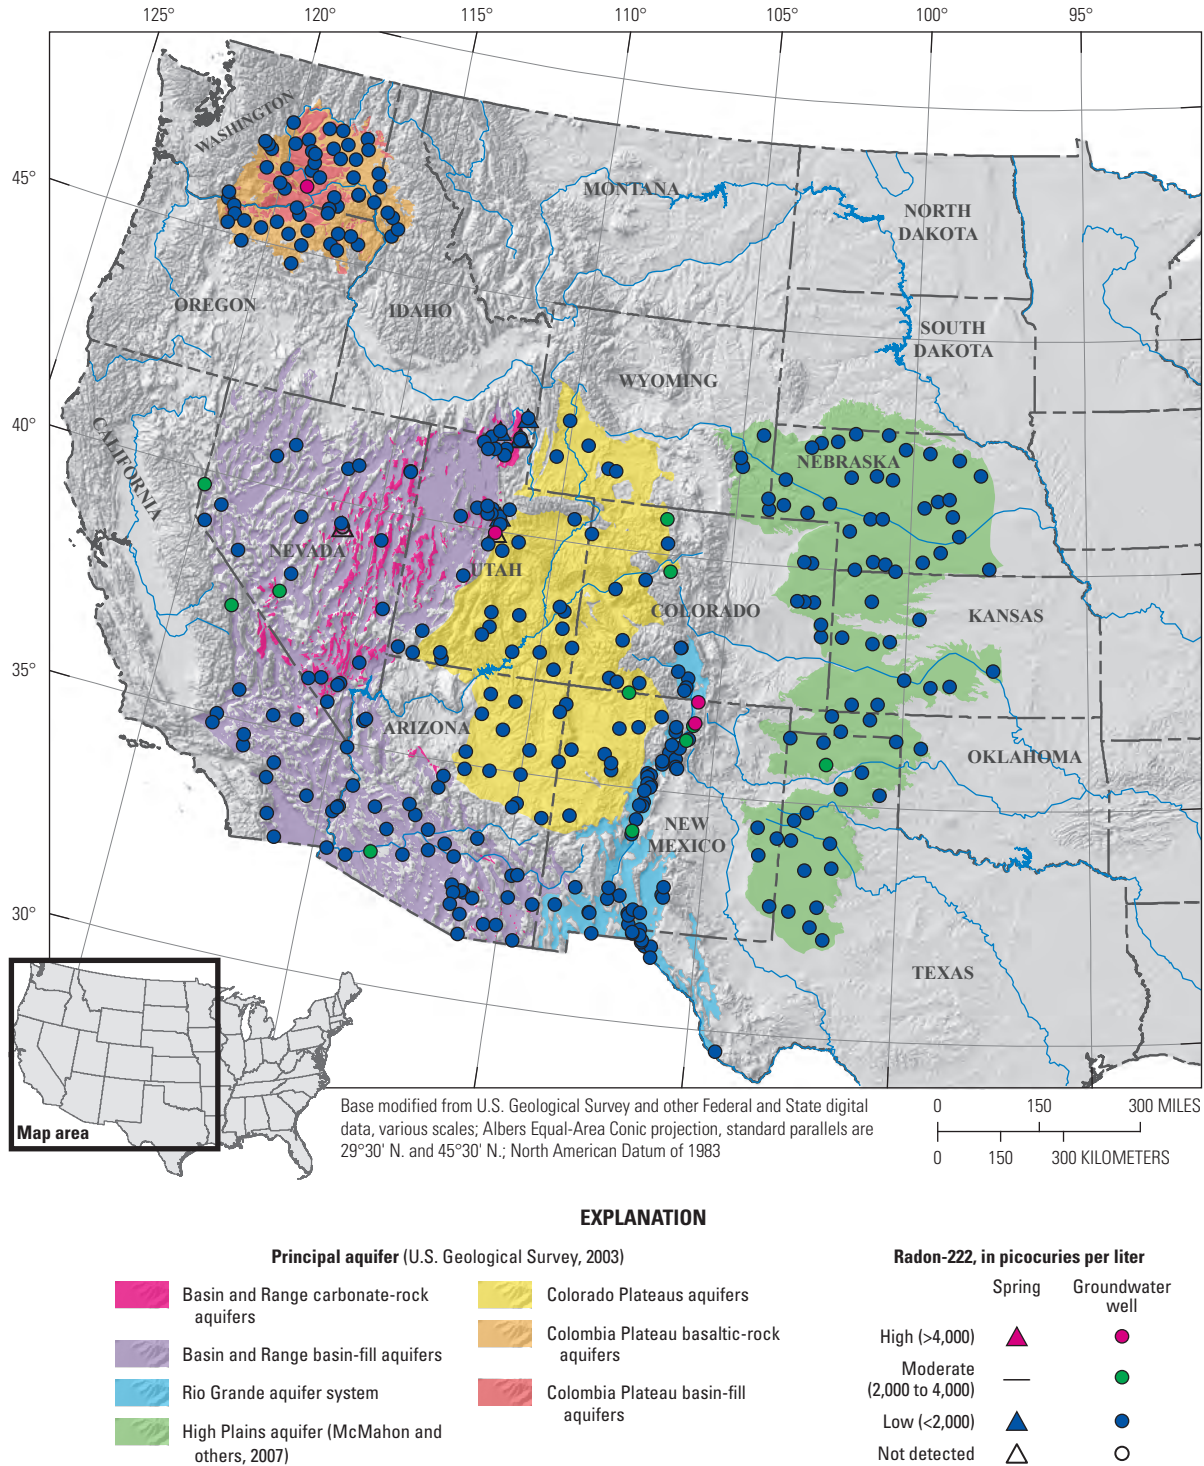 125°
120°
115°
110°
105°
100°
95°
45°
40°
35°
30°
WASHINGTON
MONTANA
NORTH
DAKOTA
OREGON
IDAHO
SOUTH
DAKOTA
WYOMING
CALIFORNIA
NEBRASKA
NEVADA
UTAH
COLORADO
KANSAS
ARIZONA
OKLAHOMA
NEW
MEXICO
TEXAS
Map area
Base modified from U.S. Geological Survey and other Federal and State digital
data, various scales; Albers Equal-Area Conic projection, standard parallels are
29°30' N. and 45°30' N.; North American Datum of 1983
0 150 300 MILES
0 150 300 KILOMETERS
EXPLANATION
Principal aquifer (U.S. Geological Survey, 2003)
Basin and Range carbonate-rock
aquifers
Basin and Range basin-fill aquifers
Rio Grande aquifer system
High Plains aquifer (McMahon and
others, 2007)
Colorado Plateaus aquifers
Colombia Plateau basaltic-rock
aquifers
Colombia Plateau basin-fill
aquifers
Radon-222, in picocuries per liter
Spring Groundwater
well
High (>4,000)
Moderate
(2,000 to 4,000)
Low (<2,000)
Not detected